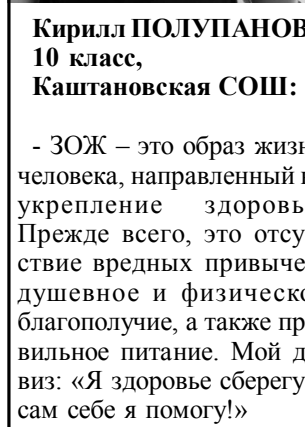 Кирилл ПОЛУПАНОВ
10 класс,
Каштановская СОШ:
- ЗОЖ – это образ жизн
человека, направленный
укрепление здоровь
Прежде всего, это отсу
ствие вредных привыче
душевное и физическо
благополучие, а также пр
вильное питание. Мой д
виз: «Я здоровье сберегу
сам себе я помогу!»